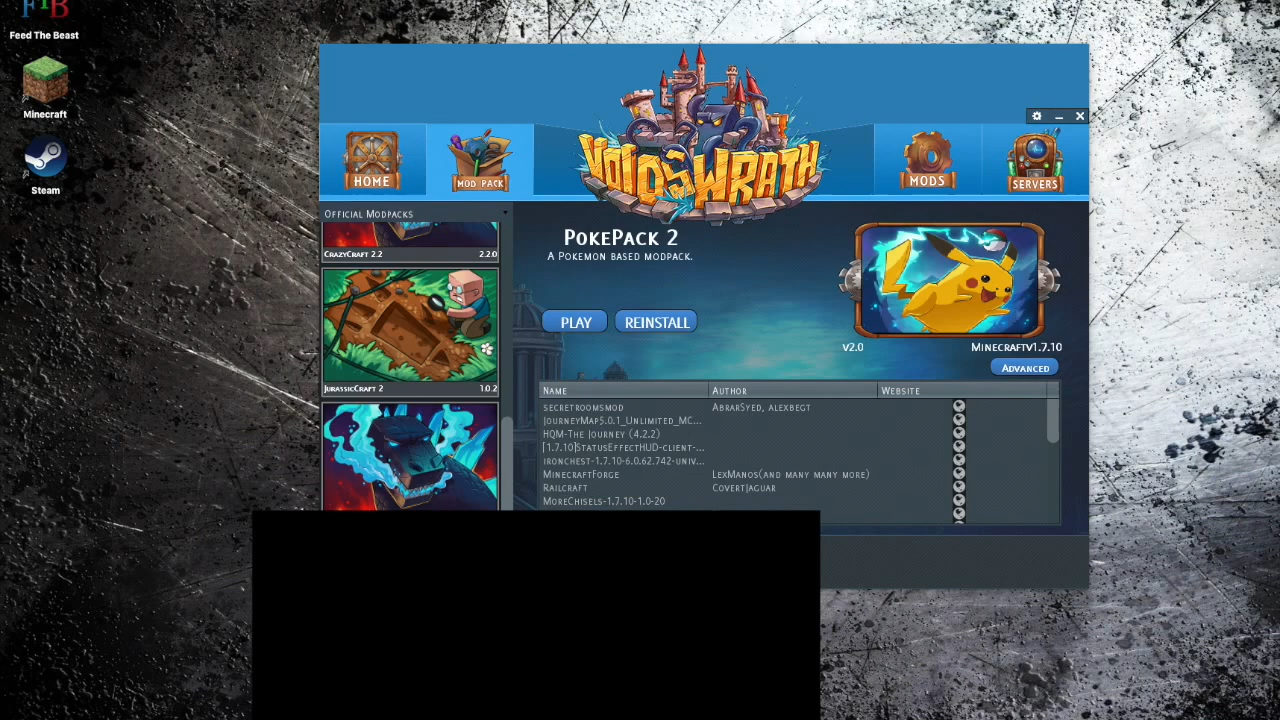 FTB
Feed The Beast
Minecraft
Steam
HOME
MOD PACK
VOIDSWRATH
MODS
SERVERS
Official Modpacks
CrazyCraft 2.2 2.2.0
JurassicCraft 2 1.0.2
PokePack 2
A Pokemon based modpack.
PLAY REINSTALL
v2.0 Minecraftv1.7.10
Advanced
Name Author Website
secretroomsmod AbrarSyed, alexbegt
JourneyMap5.0.1_Unlimited_MC...
HQM-The Journey (4.2.2)
[1.7.10]StatusEffectHUD-client-...
ironchest-1.7.10-6.0.62.742-univ...
MinecraftForge LexManos(and many many more)
Railcraft CovertJaguar
MoreChisels-1.7.10-1.0-20